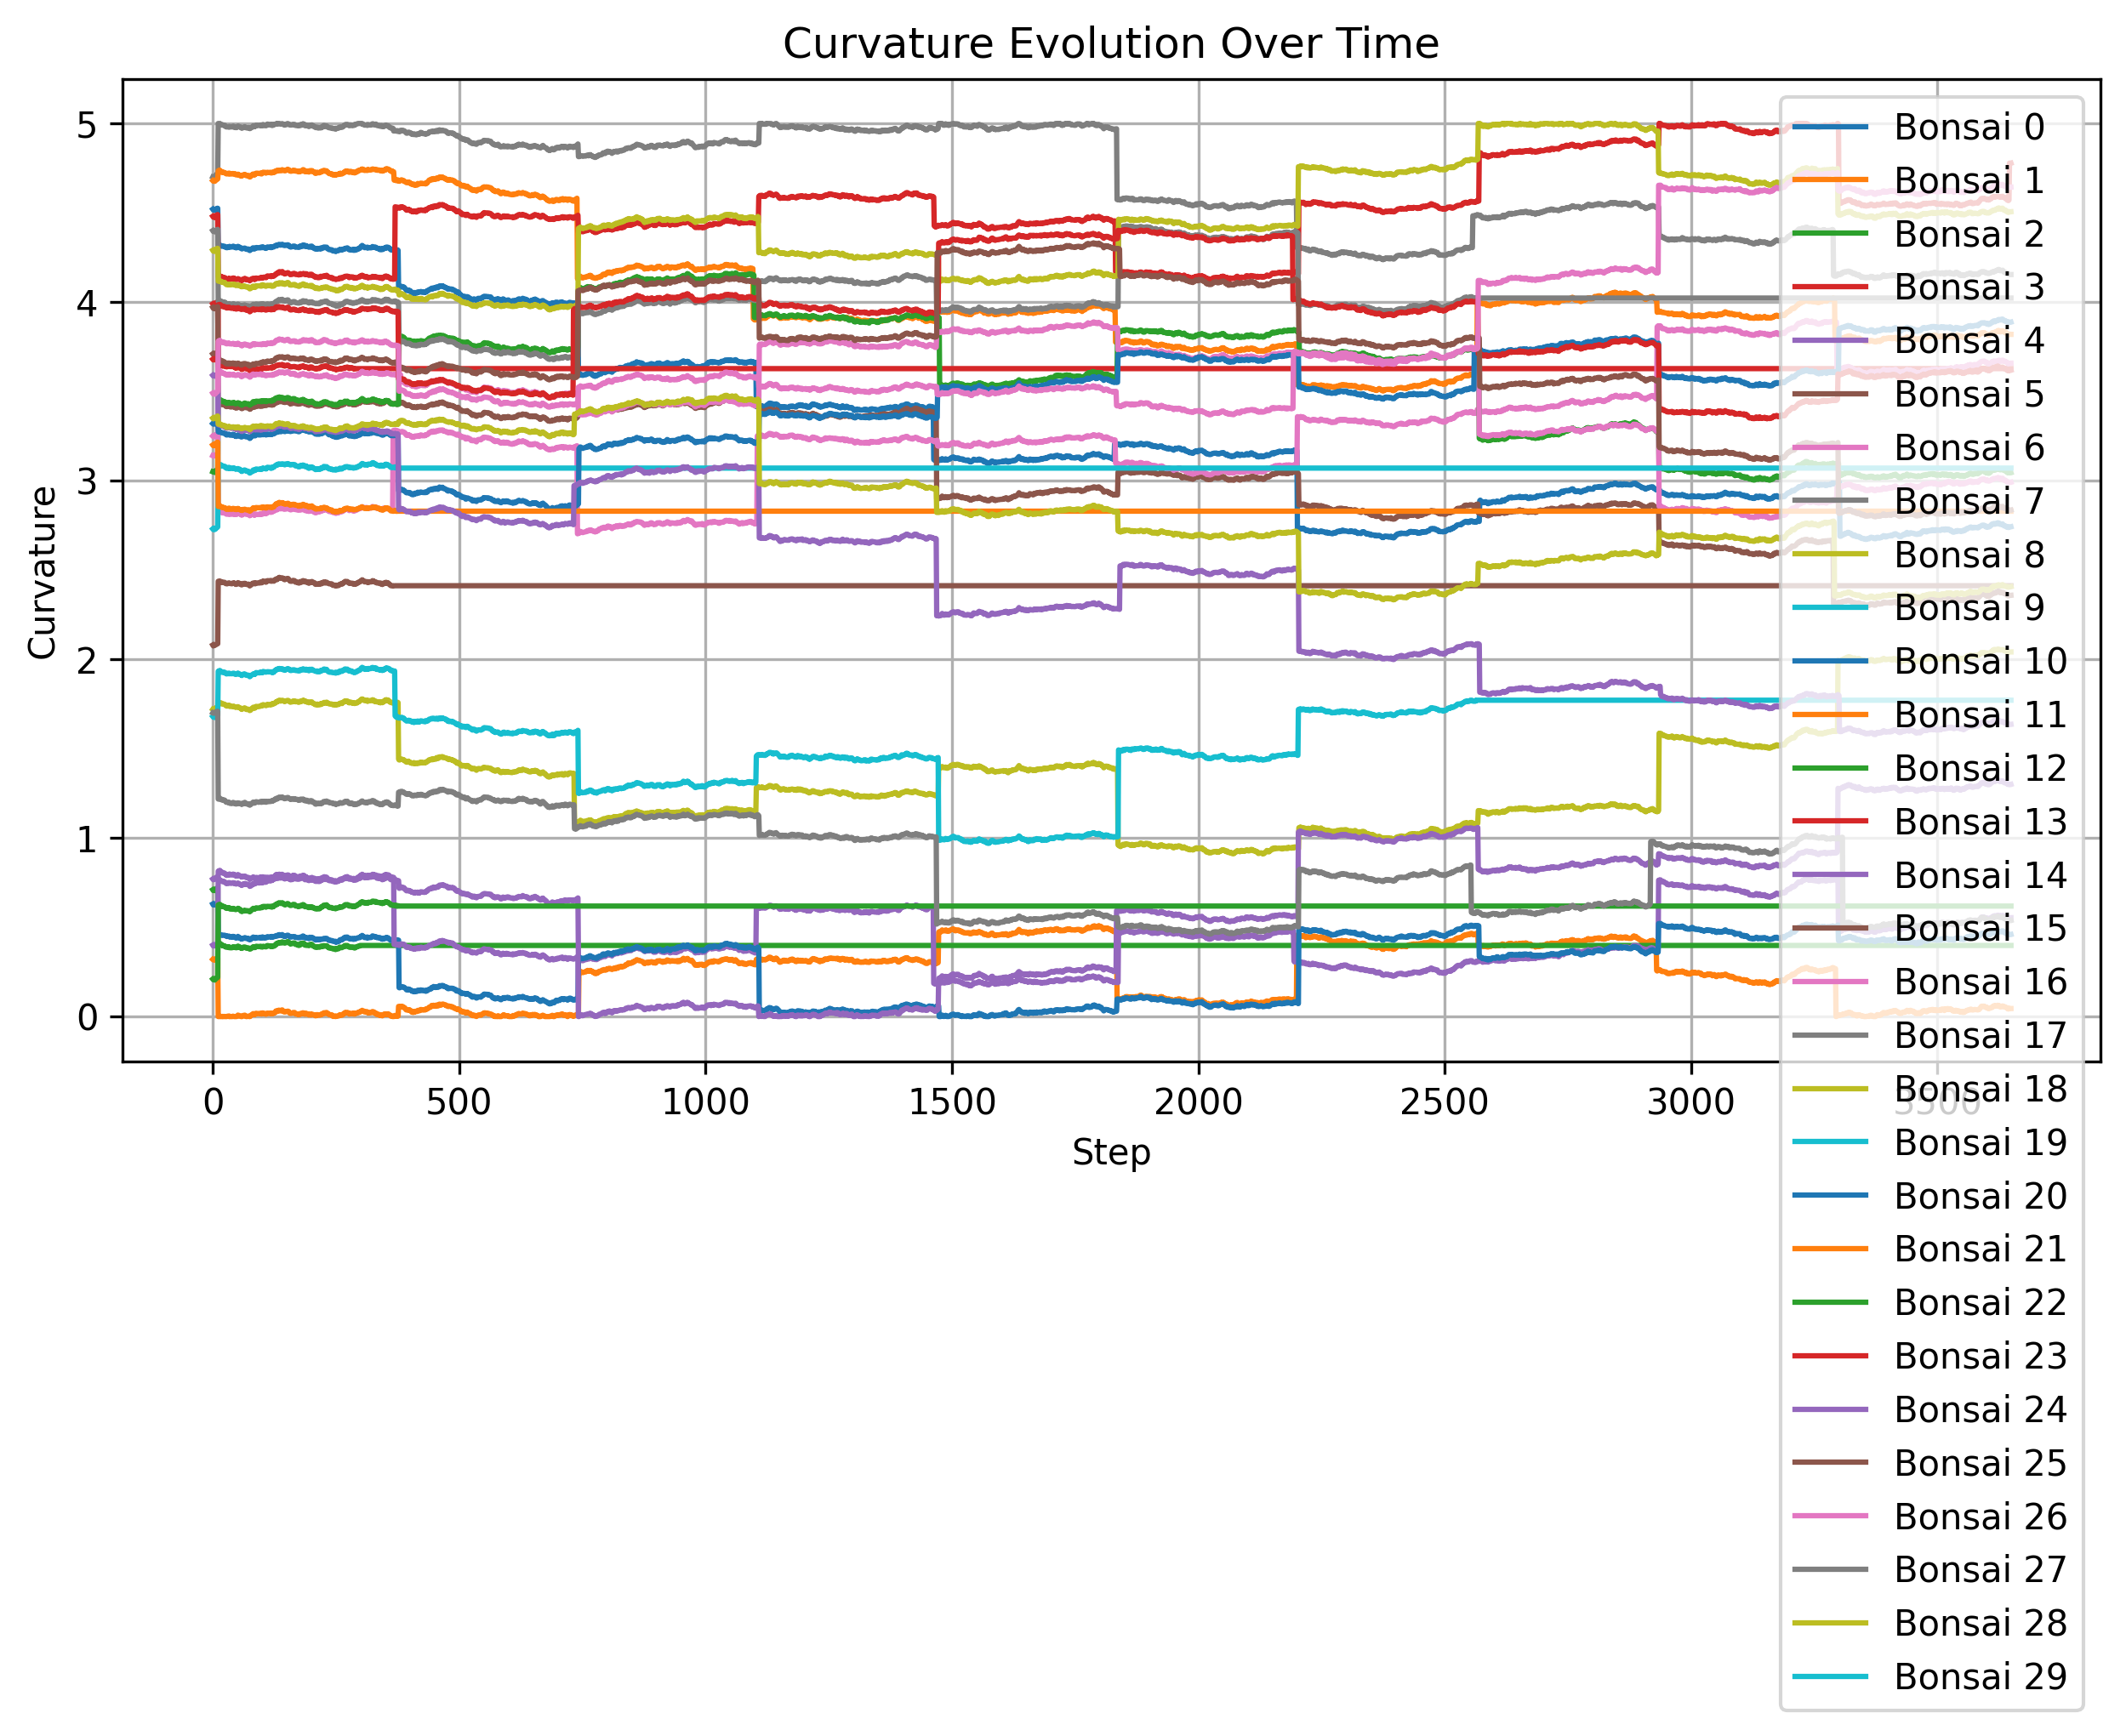 Curvature Evolution Over Time
Curvature
5
4
3
2
1
0
0 500 1000 1500 2000 2500 3000 3500
Step
Bonsai 0
Bonsai 1
Bonsai 2
Bonsai 3
Bonsai 4
Bonsai 5
Bonsai 6
Bonsai 7
Bonsai 8
Bonsai 9
Bonsai 10
Bonsai 11
Bonsai 12
Bonsai 13
Bonsai 14
Bonsai 15
Bonsai 16
Bonsai 17
Bonsai 18
Bonsai 19
Bonsai 20
Bonsai 21
Bonsai 22
Bonsai 23
Bonsai 24
Bonsai 25
Bonsai 26
Bonsai 27
Bonsai 28
Bonsai 29